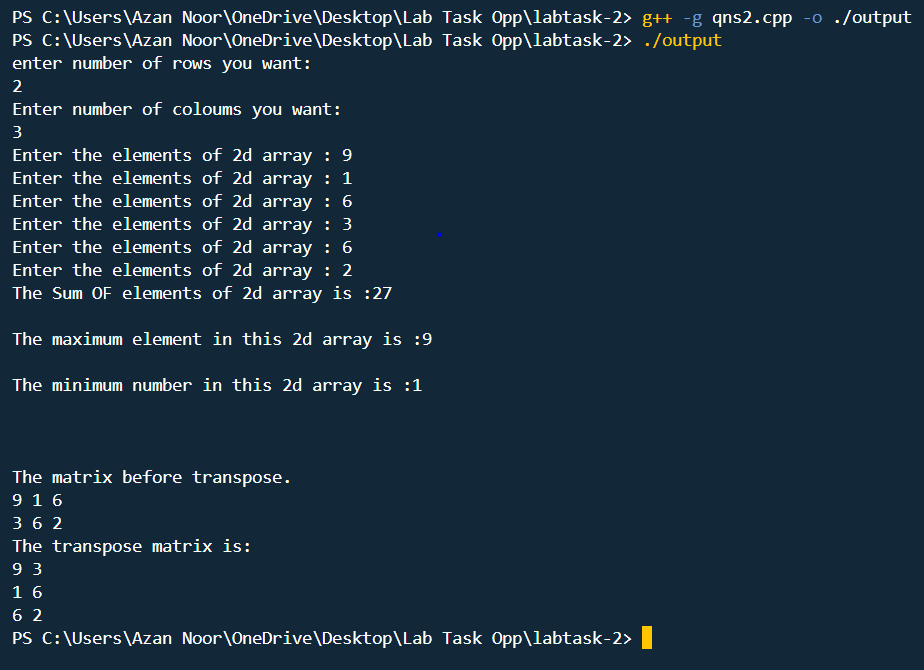 PS C:\Users\Azan Noor\OneDrive\Desktop\Lab Task Opp\labtask-2> g++ -g qns2.cpp -o ./output
PS C:\Users\Azan Noor\OneDrive\Desktop\Lab Task Opp\labtask-2> ./output
enter number of rows you want:
2
Enter number of coloums you want:
3
Enter the elements of 2d array : 9
Enter the elements of 2d array : 1
Enter the elements of 2d array : 6
Enter the elements of 2d array : 3
Enter the elements of 2d array : 6
Enter the elements of 2d array : 2
The Sum OF elements of 2d array is :27
The maximum element in this 2d array is :9
The minimum number in this 2d array is :1
The matrix before transpose.
9 1 6
3 6 2
The transpose matrix is:
9 3
1 6
6 2
PS C:\Users\Azan Noor\OneDrive\Desktop\Lab Task Opp\labtask-2>